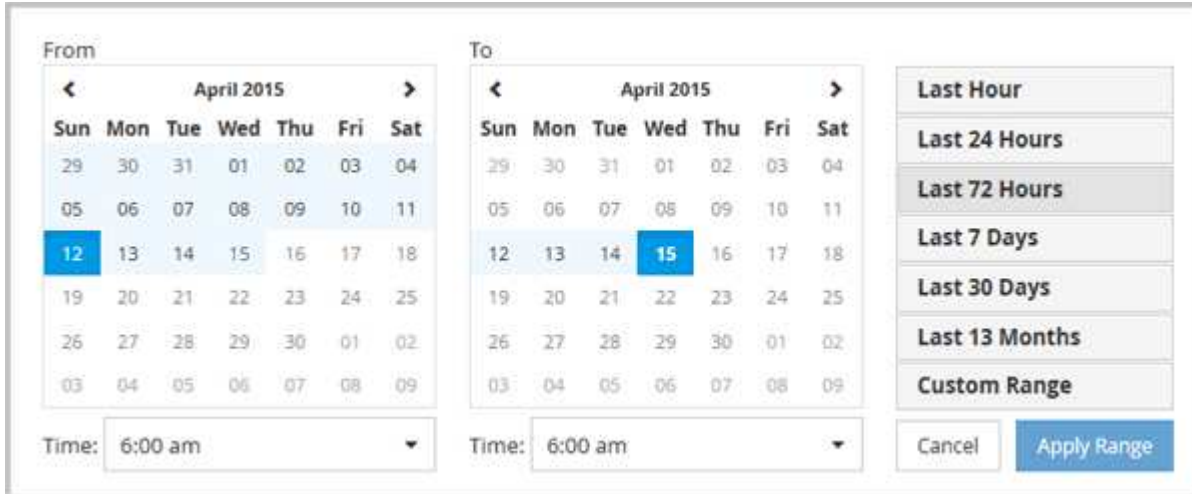 From
< April 2015 >
Sun Mon Tue Wed Thu Fri Sat
29 30 31 01 02 03 04
05 06 07 08 09 10 11
12 13 14 15 16 17 18
19 20 21 22 23 24 25
26 27 28 29 30 01 02
03 04 05 06 07 08 09
Time: 6:00 am
To
< April 2015 >
Sun Mon Tue Wed Thu Fri Sat
29 30 31 01 02 03 04
05 06 07 08 09 10 11
12 13 14 15 16 17 18
19 20 21 22 23 24 25
26 27 28 29 30 01 02
03 04 05 06 07 08 09
Time: 6:00 am
Last Hour
Last 24 Hours
Last 72 Hours
Last 7 Days
Last 30 Days
Last 13 Months
Custom Range
Cancel Apply Range